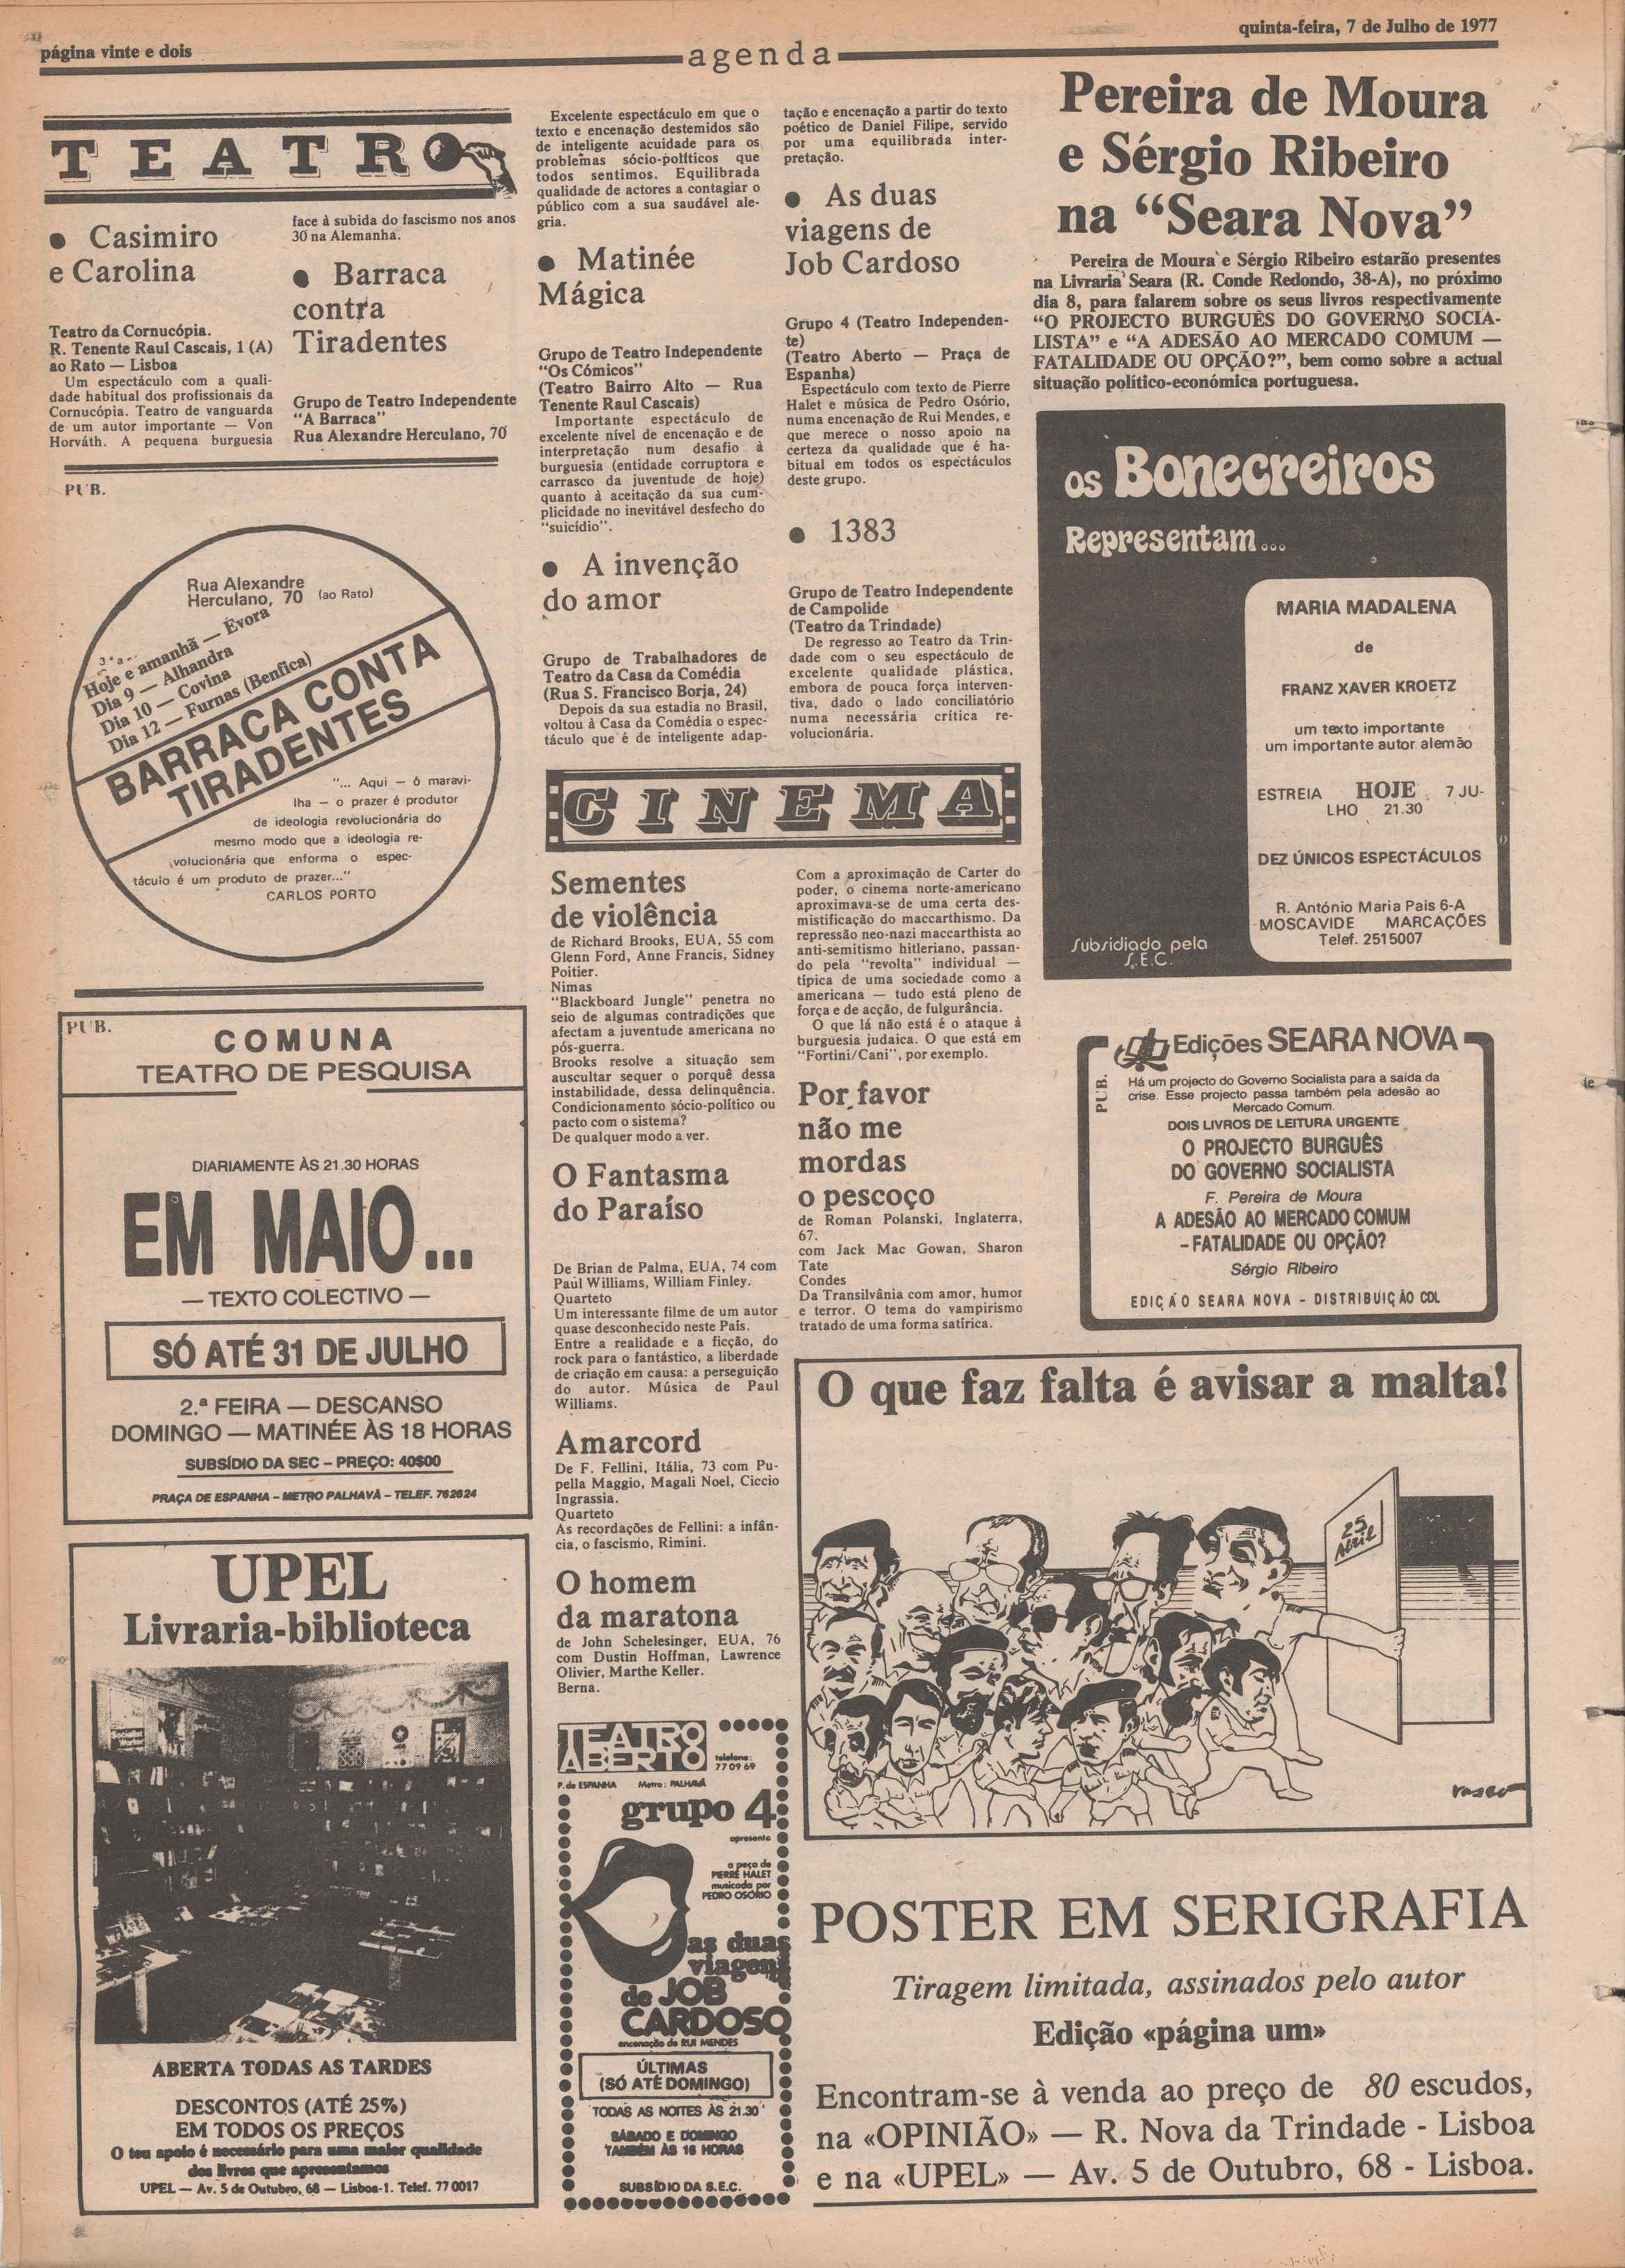 página vinte e dois
agenda
quinta-feira, 7 de Julho de 1977
TEATRO
● Casimiro
e Carolina
Teatro da Cornucópia.
R. Tenente Raul Cascais, 1 (A)
ao Rato — Lisboa
Um espectáculo com a quali-
dade habitual dos profissionais da
Cornucópia. Teatro de vanguarda
de um autor importante — Von
Horváth. A pequena burguesia
face à subida do fascismo nos anos
30 na Alemanha.
● Barraca
contra
Tiradentes
Grupo de Teatro Independente
"A Barraca"
Rua Alexandre Herculano, 70
Excelente espectáculo em que o
texto e encenação destemidos são
de inteligente acuidade para os
problemas sócio-políticos que
todos sentimos. Equilibrada
qualidade de actores a contagiar o
público com a sua saudável ale-
gria.
● Matinée
Mágica
Grupo de Teatro Independente
"Os Cómicos"
(Teatro Bairro Alto — Rua
Tenente Raul Cascais)
Importante espectáculo de
excelente nível de encenação e de
interpretação num desafio à
burguesia (entidade corruptora e
carrasco da juventude de hoje)
quanto à aceitação da sua cum-
plicidade no inevitável desfecho do
"suicídio".
● A invenção
do amor
Grupo de Trabalhadores de
Teatro da Casa da Comédia
(Rua S. Francisco Borja, 24)
Depois da sua estadia no Brasil,
voltou à Casa da Comédia o espec-
táculo que é de inteligente adap-
tação e encenação a partir do texto
poético de Daniel Filipe, servido
por uma equilibrada inter-
pretação.
● As duas
viagens de
Job Cardoso
Grupo 4 (Teatro Independen-
te)
(Teatro Aberto — Praça de
Espanha)
Espectáculo com texto de Pierre
Halet e música de Pedro Osório,
numa encenação de Rui Mendes, e
que merece o nosso apoio na
certeza da qualidade que é ha-
bitual em todos os espectáculos
deste grupo.
● 1383
Grupo de Teatro Independente
de Campolide
(Teatro da Trindade)
De regresso ao Teatro da Trin-
dade com o seu espectáculo de
excelente qualidade plástica,
embora de pouca força interven-
tiva, dado o lado conciliatório
numa necessária crítica re-
volucionária.
Pereira de Moura
e Sérgio Ribeiro
na "Seara Nova"
Pereira de Moura e Sérgio Ribeiro estarão presentes
na Livraria Seara (R. Conde Redondo, 38-A), no próximo
dia 8, para falarem sobre os seus livros respectivamente
"O PROJECTO BURGUÊS DO GOVERNO SOCIA-
LISTA" e "A ADESÃO AO MERCADO COMUM —
FATALIDADE OU OPÇÃO?", bem como sobre a actual
situação político-económica portuguesa.
PUB.
Rua Alexandre
Herculano, 70 (ao Rato)
Hoje e amanhã — Évora
Dia 9 — Alhandra
Dia 10 — Covina
Dia 12 — Furnas (Benfica)
BARRACA CONTA
TIRADENTES
"... Aqui — ó maravi-
lha — o prazer é produtor
de ideologia revolucionária do
mesmo modo que a ideologia re-
volucionária que enforma o espec-
táculo é um produto de prazer..."
CARLOS PORTO
os Bonecreiros
Representam...
MARIA MADALENA
de
FRANZ XAVER KROETZ
um texto importante
um importante autor alemão
ESTREIA HOJE 7 JU-
LHO 21.30
DEZ ÚNICOS ESPECTÁCULOS
R. António Maria Pais 6-A
MOSCAVIDE MARCAÇÕES
Telef. 2515007
Subsidiado pela
S.E.C.
CINEMA
Sementes
de violência
de Richard Brooks, EUA, 55 com
Glenn Ford, Anne Francis, Sidney
Poitier.
Nimas
"Blackboard Jungle" penetra no
seio de algumas contradições que
afectam a juventude americana no
pós-guerra.
Brooks resolve a situação sem
auscultar sequer o porquê dessa
instabilidade, dessa delinquência.
Condicionamento sócio-político ou
pacto com o sistema?
De qualquer modo a ver.
O Fantasma
do Paraíso
De Brian de Palma, EUA, 74 com
Paul Williams, William Finley.
Quarteto
Um interessante filme de um autor
quase desconhecido neste País.
Entre a realidade e a ficção, do
rock para o fantástico, a liberdade
de criação em causa: a perseguição
do autor. Música de Paul
Williams.
Amarcord
De F. Fellini, Itália, 73 com Pu-
pella Maggio, Magali Noel, Ciccio
Ingrassia.
Quarteto
As recordações de Fellini: a infân-
cia, o fascismo, Rimini.
O homem
da maratona
de John Schelesinger, EUA, 76
com Dustin Hoffman, Lawrence
Olivier, Marthe Keller.
Berna.
Com a aproximação de Carter do
poder, o cinema norte-americano
aproximava-se de uma certa des-
mistificação do maccarthismo. Da
repressão neo-nazi maccarthista ao
anti-semitismo hitleriano, passan-
do pela "revolta" individual —
típica de uma sociedade como a
americana — tudo está pleno de
força e de acção, de fulgurância.
O que lá não está é o ataque à
burguesia judaica. O que está em
"Fortini/Cani", por exemplo.
Por favor
não me
mordas
o pescoço
de Roman Polanski, Inglaterra,
67.
com Jack Mac Gowan, Sharon
Tate
Condes
Da Transilvânia com amor, humor
e terror. O tema do vampirismo
tratado de uma forma satírica.
PUB.
COMUNA
TEATRO DE PESQUISA
DIARIAMENTE ÀS 21.30 HORAS
EM MAIO...
— TEXTO COLECTIVO —
SÓ ATÉ 31 DE JULHO
2.ª FEIRA — DESCANSO
DOMINGO — MATINÉE ÀS 18 HORAS
SUBSÍDIO DA SEC – PREÇO: 40$00
PRAÇA DE ESPANHA – METRO PALHAVÃ – TELEF. 762624
PUB.
Edições SEARA NOVA
Há um projecto do Governo Socialista para a saída da
crise. Esse projecto passa também pela adesão ao
Mercado Comum.
DOIS LIVROS DE LEITURA URGENTE
O PROJECTO BURGUÊS
DO GOVERNO SOCIALISTA
F. Pereira de Moura
A ADESÃO AO MERCADO COMUM
– FATALIDADE OU OPÇÃO?
Sérgio Ribeiro
EDIÇÃO SEARA NOVA – DISTRIBUIÇÃO CDL
UPEL
Livraria-biblioteca
ABERTA TODAS AS TARDES
DESCONTOS (ATÉ 25%)
EM TODOS OS PREÇOS
O teu apoio é necessário para uma maior qualidade
dos livros que apresentamos
UPEL — Av. 5 de Outubro, 68 — Lisboa-1. Telef. 77 0017
TEATRO
ABERTO
telefone:
77 09 69
P. de ESPANHA Metro: PALHAVÃ
grupo 4
apresenta
a peça de
PIERRE HALET
musicada por
PEDRO OSÓRIO
as duas
viagens
de JOB
CARDOSO
encenação de RUI MENDES
ÚLTIMAS
(SÓ ATÉ DOMINGO)
TODAS AS NOITES ÀS 21.30
SÁBADO E DOMINGO
TAMBÉM ÀS 16 HORAS
SUBSÍDIO DA S.E.C.
O que faz falta é avisar a malta!
25
Abril
vasco
POSTER EM SERIGRAFIA
Tiragem limitada, assinados pelo autor
Edição «página um»
Encontram-se à venda ao preço de 80 escudos,
na «OPINIÃO» — R. Nova da Trindade - Lisboa
e na «UPEL» — Av. 5 de Outubro, 68 - Lisboa.